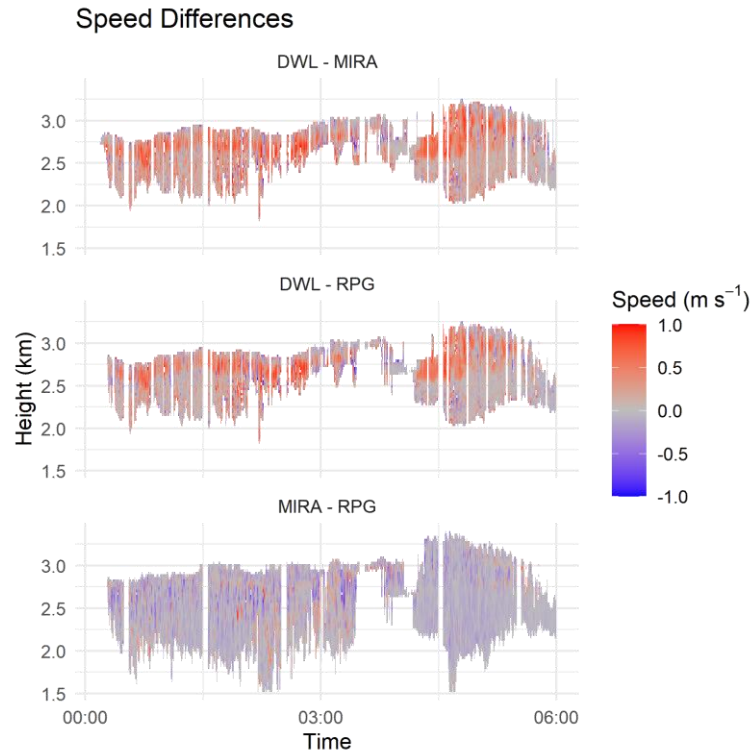 Speed Differences
DWL - MIRA
3.0
2.5
2.0
1.5
DWL - RPG
3.0
2.5
2.0
1.5
MIRA - RPG
3.0
2.5
2.0
1.5
Height (km)
00:00 03:00 06:00
Time
Speed (m s⁻¹)
1.0
0.5
0.0
-0.5
-1.0